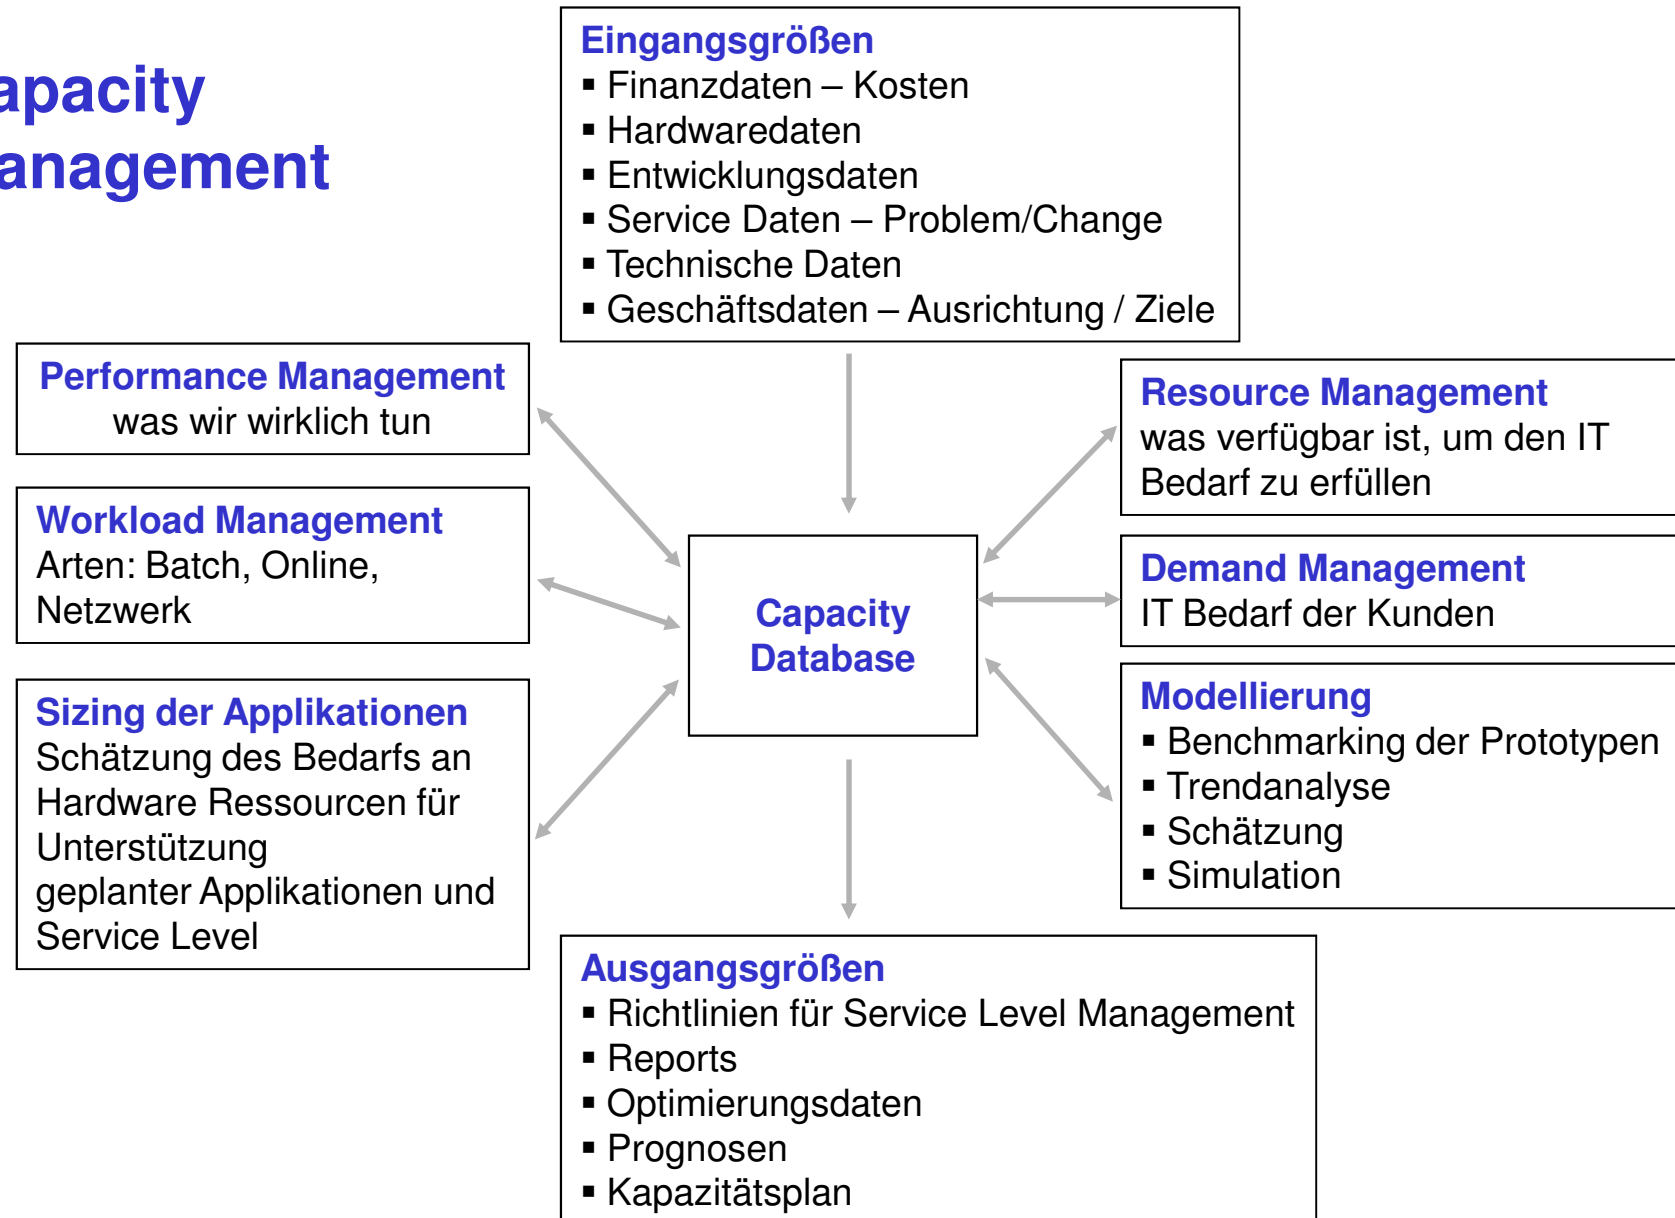 apacity
anagement
Eingangsgrößen
▪ Finanzdaten – Kosten
▪ Hardwaredaten
▪ Entwicklungsdaten
▪ Service Daten – Problem/Change
▪ Technische Daten
▪ Geschäftsdaten – Ausrichtung / Ziele
Performance Management
was wir wirklich tun
Workload Management
Arten: Batch, Online,
Netzwerk
Sizing der Applikationen
Schätzung des Bedarfs an
Hardware Ressourcen für
Unterstützung
geplanter Applikationen und
Service Level
Capacity
Database
Resource Management
was verfügbar ist, um den IT
Bedarf zu erfüllen
Demand Management
IT Bedarf der Kunden
Modellierung
▪ Benchmarking der Prototypen
▪ Trendanalyse
▪ Schätzung
▪ Simulation
Ausgangsgrößen
▪ Richtlinien für Service Level Management
▪ Reports
▪ Optimierungsdaten
▪ Prognosen
▪ Kapazitätsplan